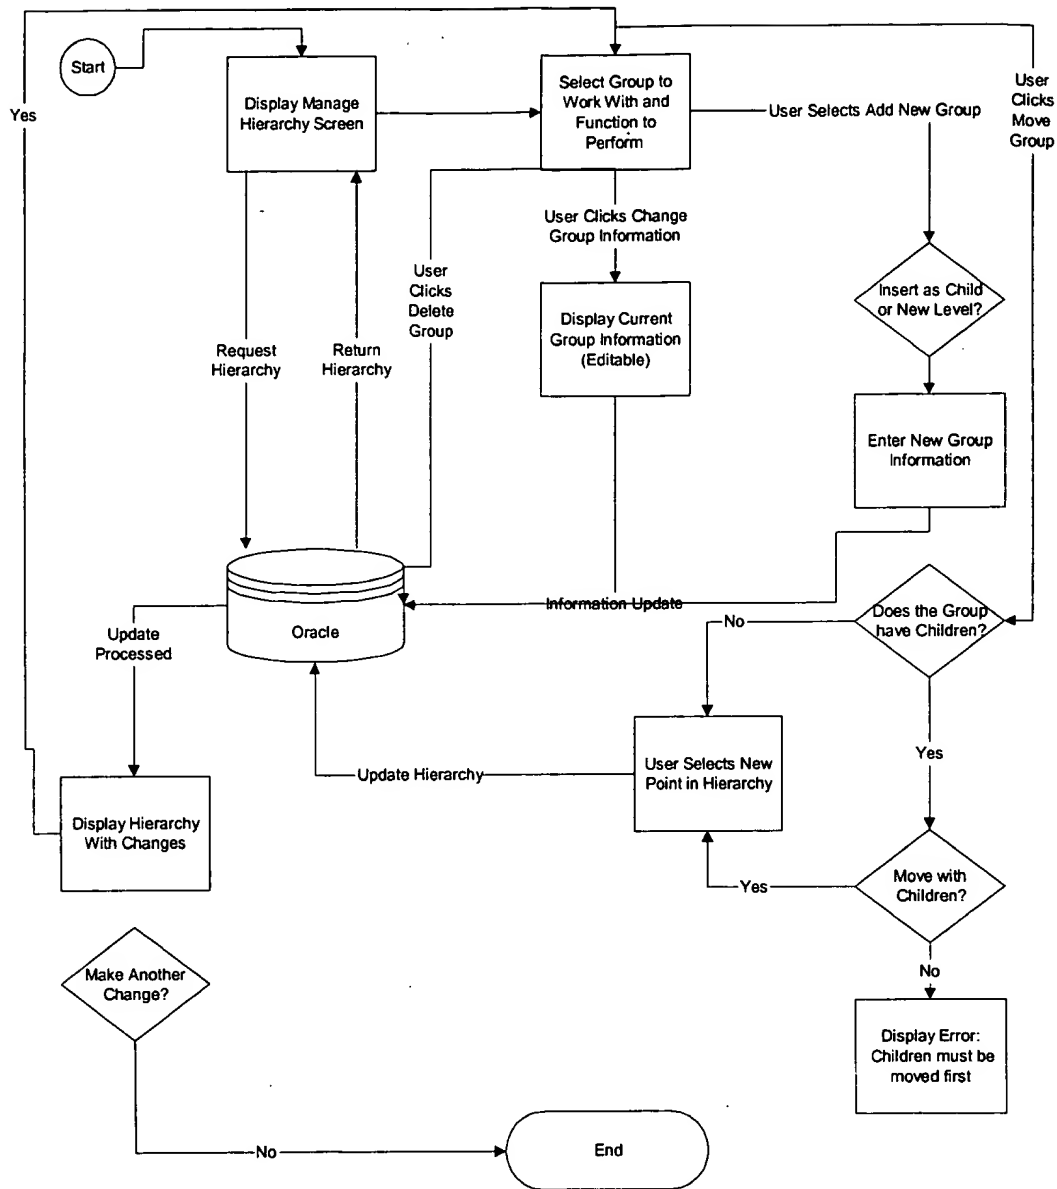 Start
Yes
Display Manage
Hierarchy Screen
Select Group to
Work With and
Function to
Perform
User Selects Add New Group
User
Clicks
Move
Group
User Clicks Change
Group Information
User
Clicks
Delete
Group
Insert as Child
or New Level?
Display Current
Group Information
(Editable)
Request
Hierarchy
Return
Hierarchy
Enter New Group
Information
Information Update
Oracle
Does the Group
have Children?
No
Update
Processed
Yes
User Selects New
Point in Hierarchy
Update Hierarchy
Display Hierarchy
With Changes
Move with
Children?
Yes
No
Make Another
Change?
Display Error:
Children must be
moved first
No
End